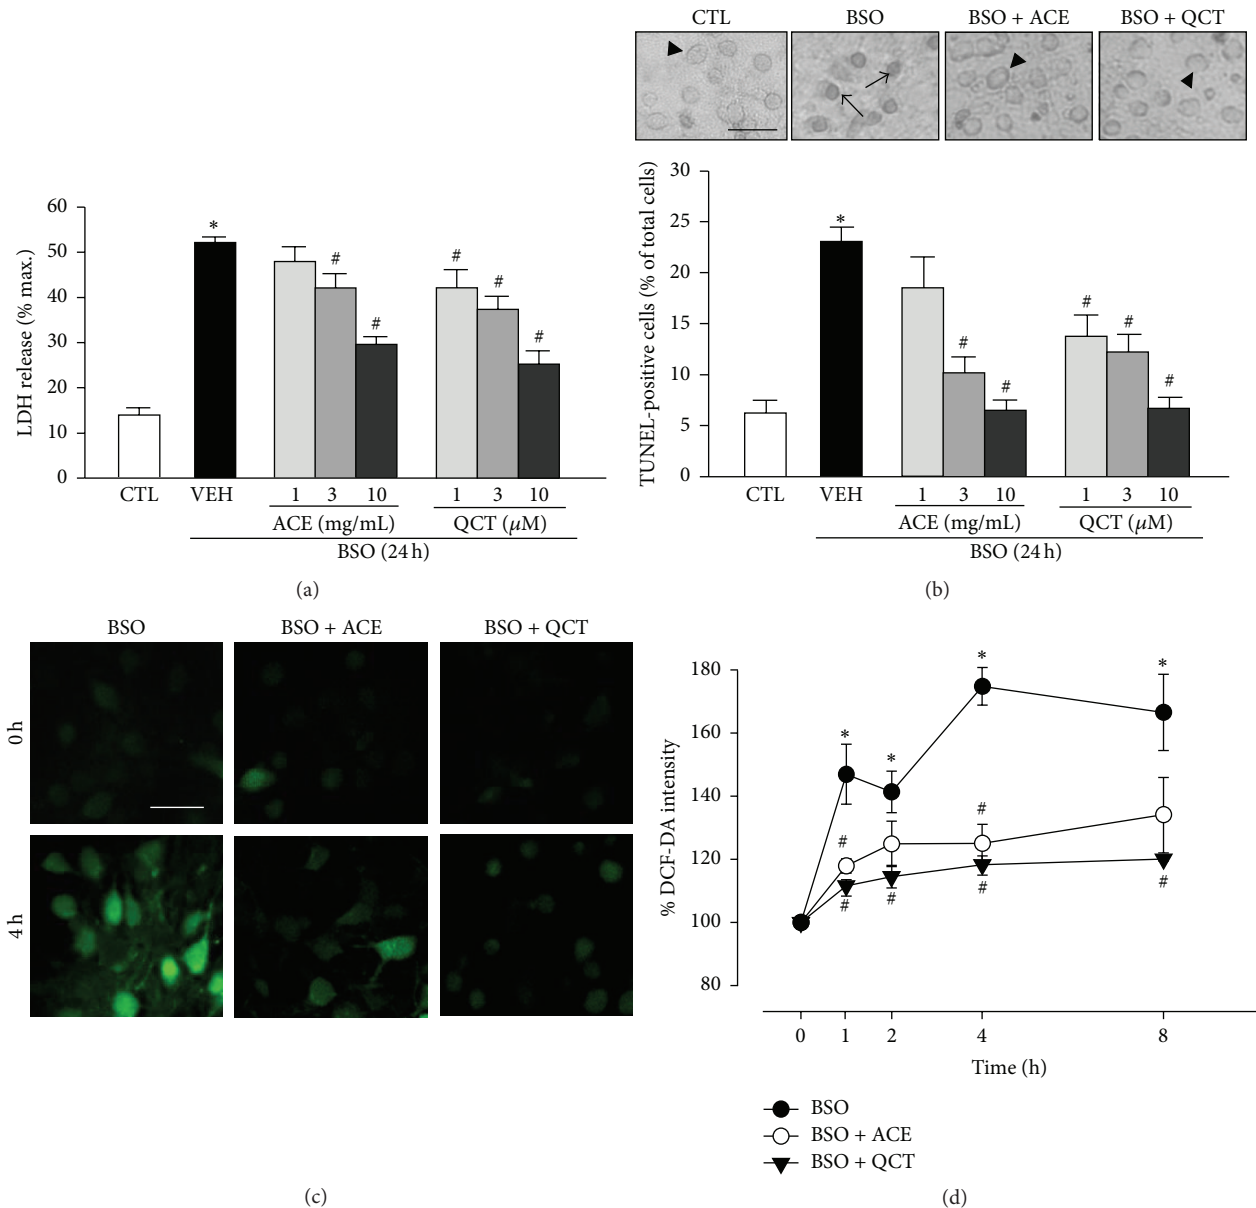 CTL BSO BSO + ACE BSO + QCT
LDH release (% max.)
60
50
40
30
20
10
0
*
#
#
#
#
#
CTL VEH 1 3 10 1 3 10
ACE (mg/mL) QCT (μM)
BSO (24 h)
(a)
TUNEL-positive cells (% of total cells)
30
25
20
15
10
5
0
*
#
#
#
#
#
CTL VEH 1 3 10 1 3 10
ACE (mg/mL) QCT (μM)
BSO (24 h)
(b)
BSO BSO + ACE BSO + QCT
0 h
4 h
(c)
% DCF-DA intensity
180
160
140
120
100
80
* * * *
# #
# # # #
0 1 2 4 8
Time (h)
BSO
BSO + ACE
BSO + QCT
(d)